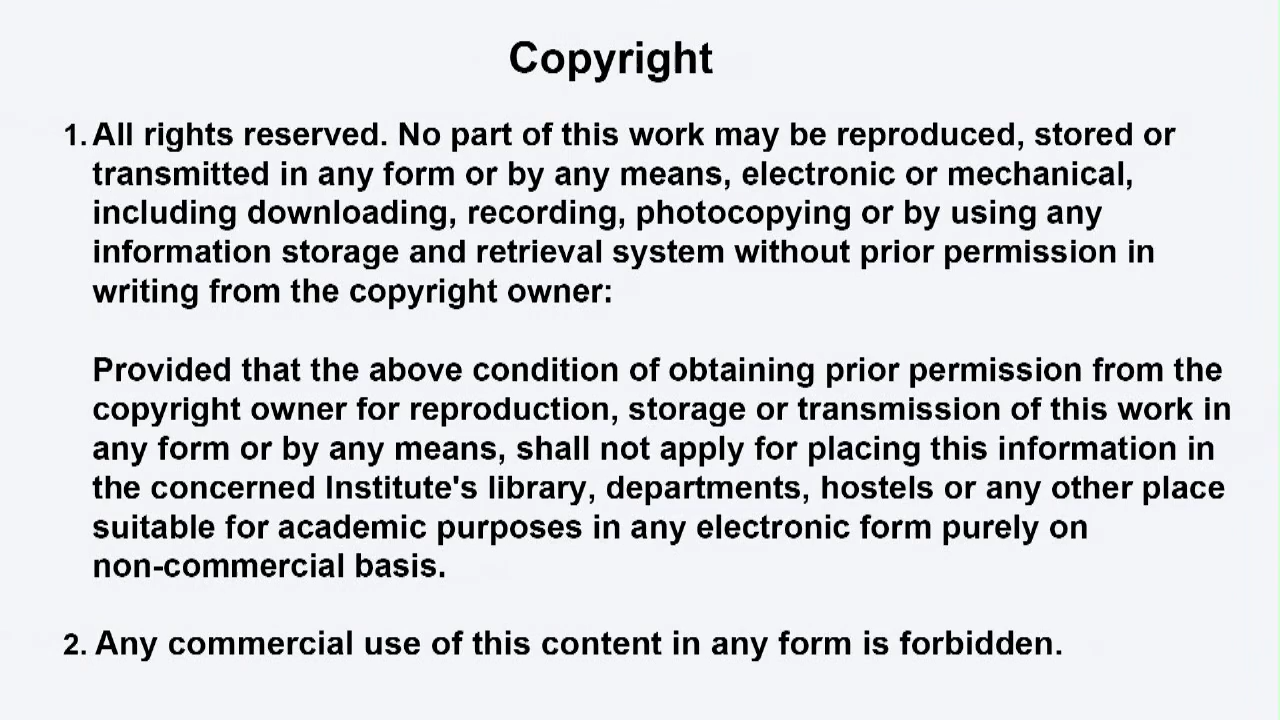 Copyright
1. All rights reserved. No part of this work may be reproduced, stored or
transmitted in any form or by any means, electronic or mechanical,
including downloading, recording, photocopying or by using any
information storage and retrieval system without prior permission in
writing from the copyright owner:
Provided that the above condition of obtaining prior permission from the
copyright owner for reproduction, storage or transmission of this work in
any form or by any means, shall not apply for placing this information in
the concerned Institute's library, departments, hostels or any other place
suitable for academic purposes in any electronic form purely on
non-commercial basis.
2. Any commercial use of this content in any form is forbidden.